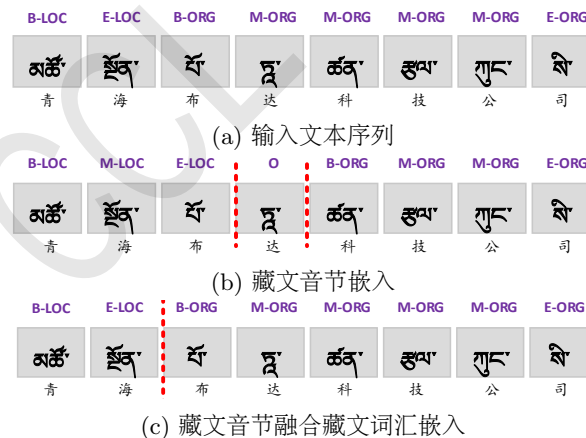 B-LOC E-LOC B-ORG M-ORG M-ORG M-ORG M-ORG E-ORG
མཚོ་ སྔོན་ པོ་ ཏཱ་ ཚན་ རྩལ་ ཀུང་ སི་
青 海 布 达 科 技 公 司
(a) 输入文本序列
B-LOC M-LOC E-LOC O B-ORG M-ORG M-ORG E-ORG
མཚོ་ སྔོན་ པོ་ ཏཱ་ ཚན་ རྩལ་ ཀུང་ སི་
青 海 布 达 科 技 公 司
(b) 藏文音节嵌入
B-LOC E-LOC B-ORG M-ORG M-ORG M-ORG M-ORG E-ORG
མཚོ་ སྔོན་ པོ་ ཏཱ་ ཚན་ རྩལ་ ཀུང་ སི་
青 海 布 达 科 技 公 司
(c) 藏文音节融合藏文词汇嵌入
CCL